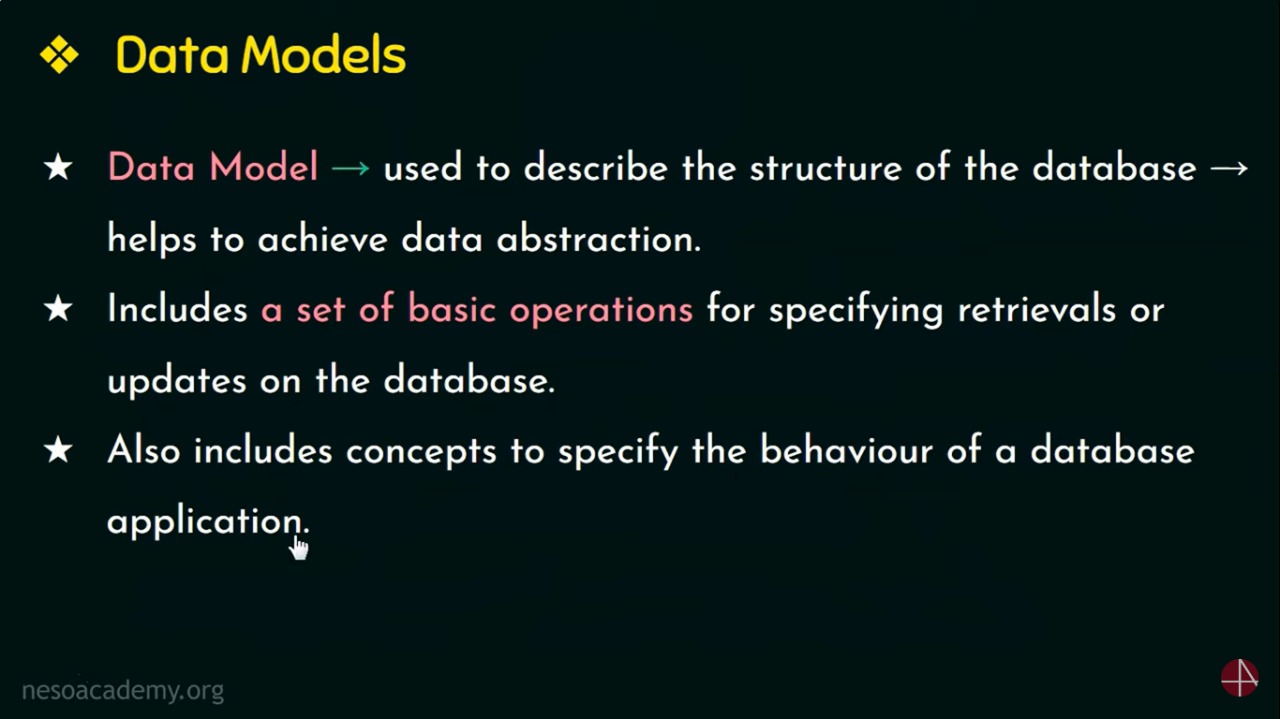 ❖ Data Models
★ Data Model → used to describe the structure of the database →
helps to achieve data abstraction.
★ Includes a set of basic operations for specifying retrievals or
updates on the database.
★ Also includes concepts to specify the behaviour of a database
application.
nesoacademy.org